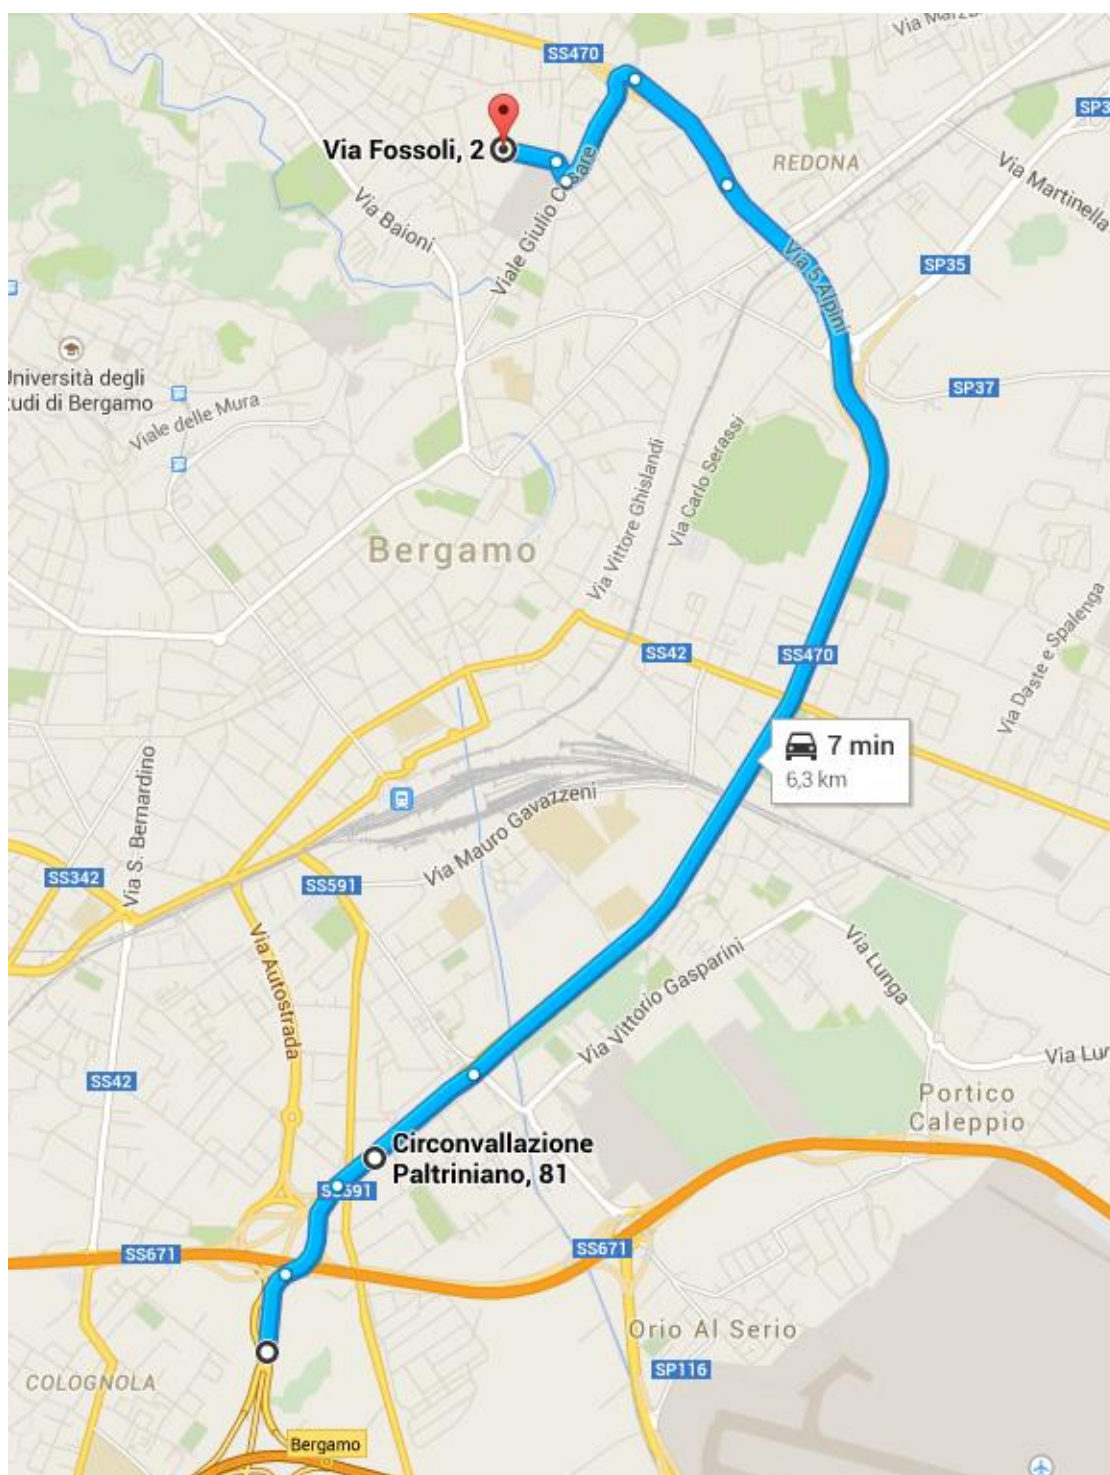 Via Marzab
SS470
SP3
Via Fossoli, 2
REDONA
Via Martinella
Via Baioni
Viale Giulio Cesare
SP35
Via 5 Alpini
Università degli
tudi di Bergamo
SP37
Viale delle Mura
Via Vittore Ghislandi
Via Carlo Serassi
Bergamo
Via Daste e Spalenga
SS42
SS470
7 min
6,3 km
Via S. Bernardino
Via Mauro Gavazzeni
SS342
SS591
Via Autostrada
Via Vittorio Gasparini
Via Lunga
Via Lun
SS42
Portico
Caleppio
Circonvallazione
Paltriniano, 81
SS591
SS671
SS671
Orio Al Serio
SP116
COLOGNOLA
Bergamo